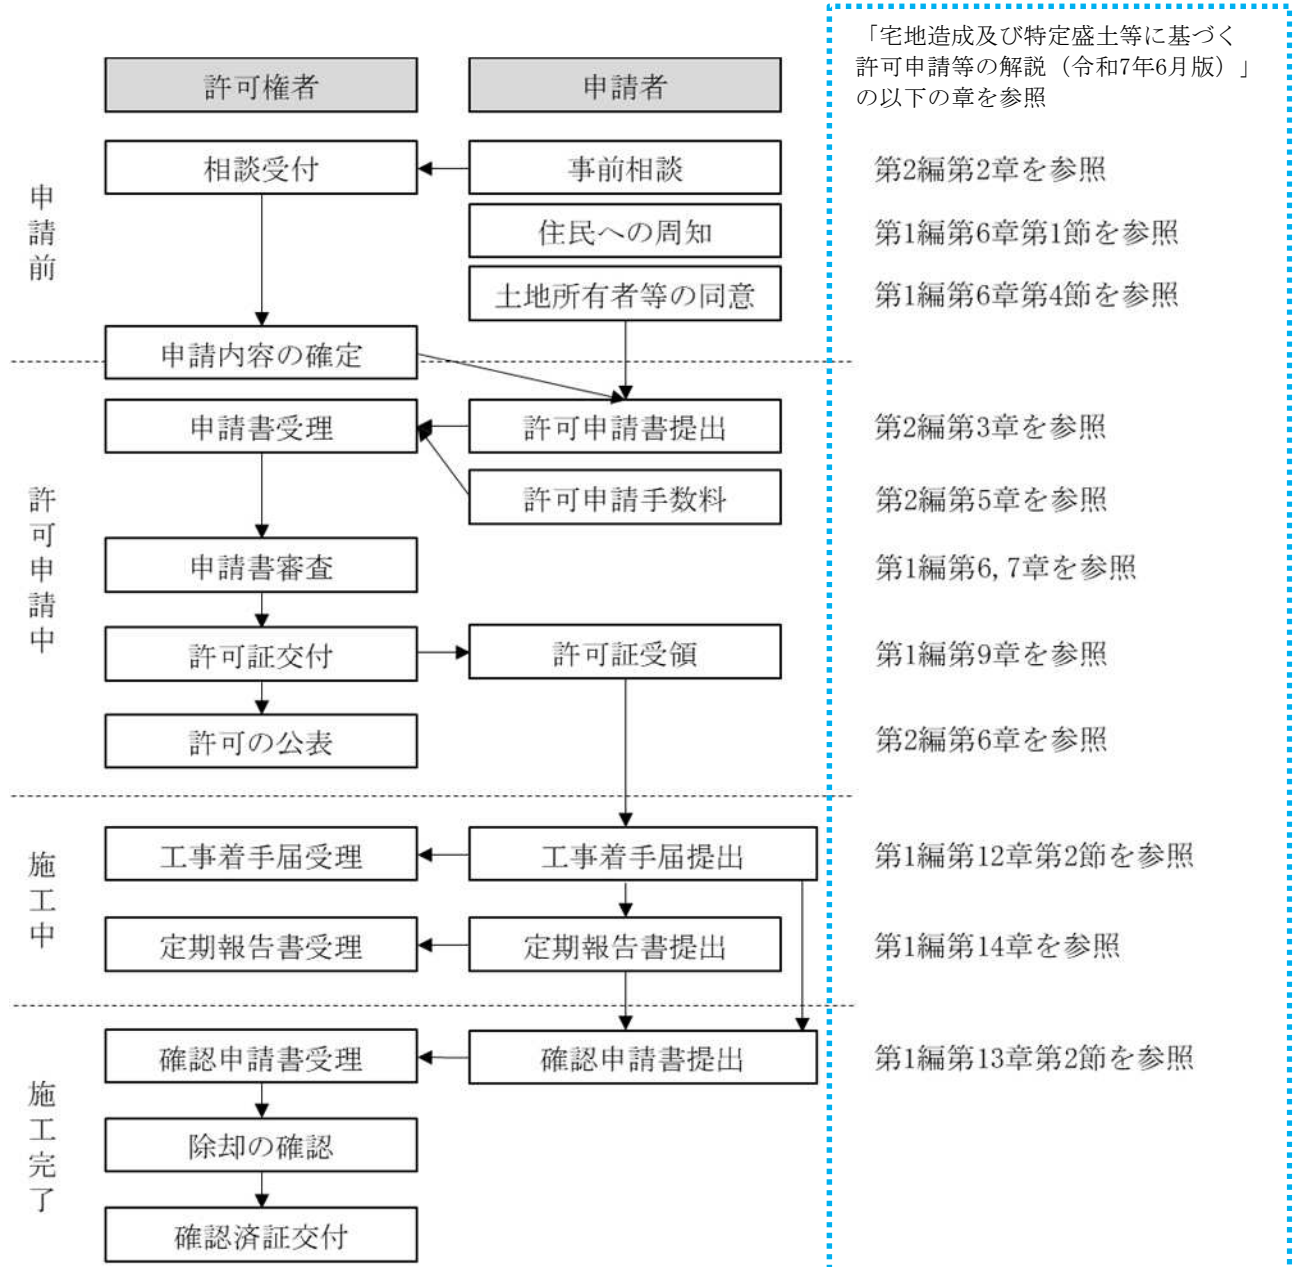 「宅地造成及び特定盛土等に基づく
許可申請等の解説（令和7年6月版）」
の以下の章を参照
許可権者
申請者
申請前
相談受付
事前相談
第2編第2章を参照
住民への周知
第1編第6章第1節を参照
土地所有者等の同意
第1編第6章第4節を参照
申請内容の確定
許可申請中
申請書受理
許可申請書提出
第2編第3章を参照
許可申請手数料
第2編第5章を参照
申請書審査
第1編第6,7章を参照
許可証交付
許可証受領
第1編第9章を参照
許可の公表
第2編第6章を参照
施工中
工事着手届受理
工事着手届提出
第1編第12章第2節を参照
定期報告書受理
定期報告書提出
第1編第14章を参照
施工完了
確認申請書受理
確認申請書提出
第1編第13章第2節を参照
除却の確認
確認済証交付